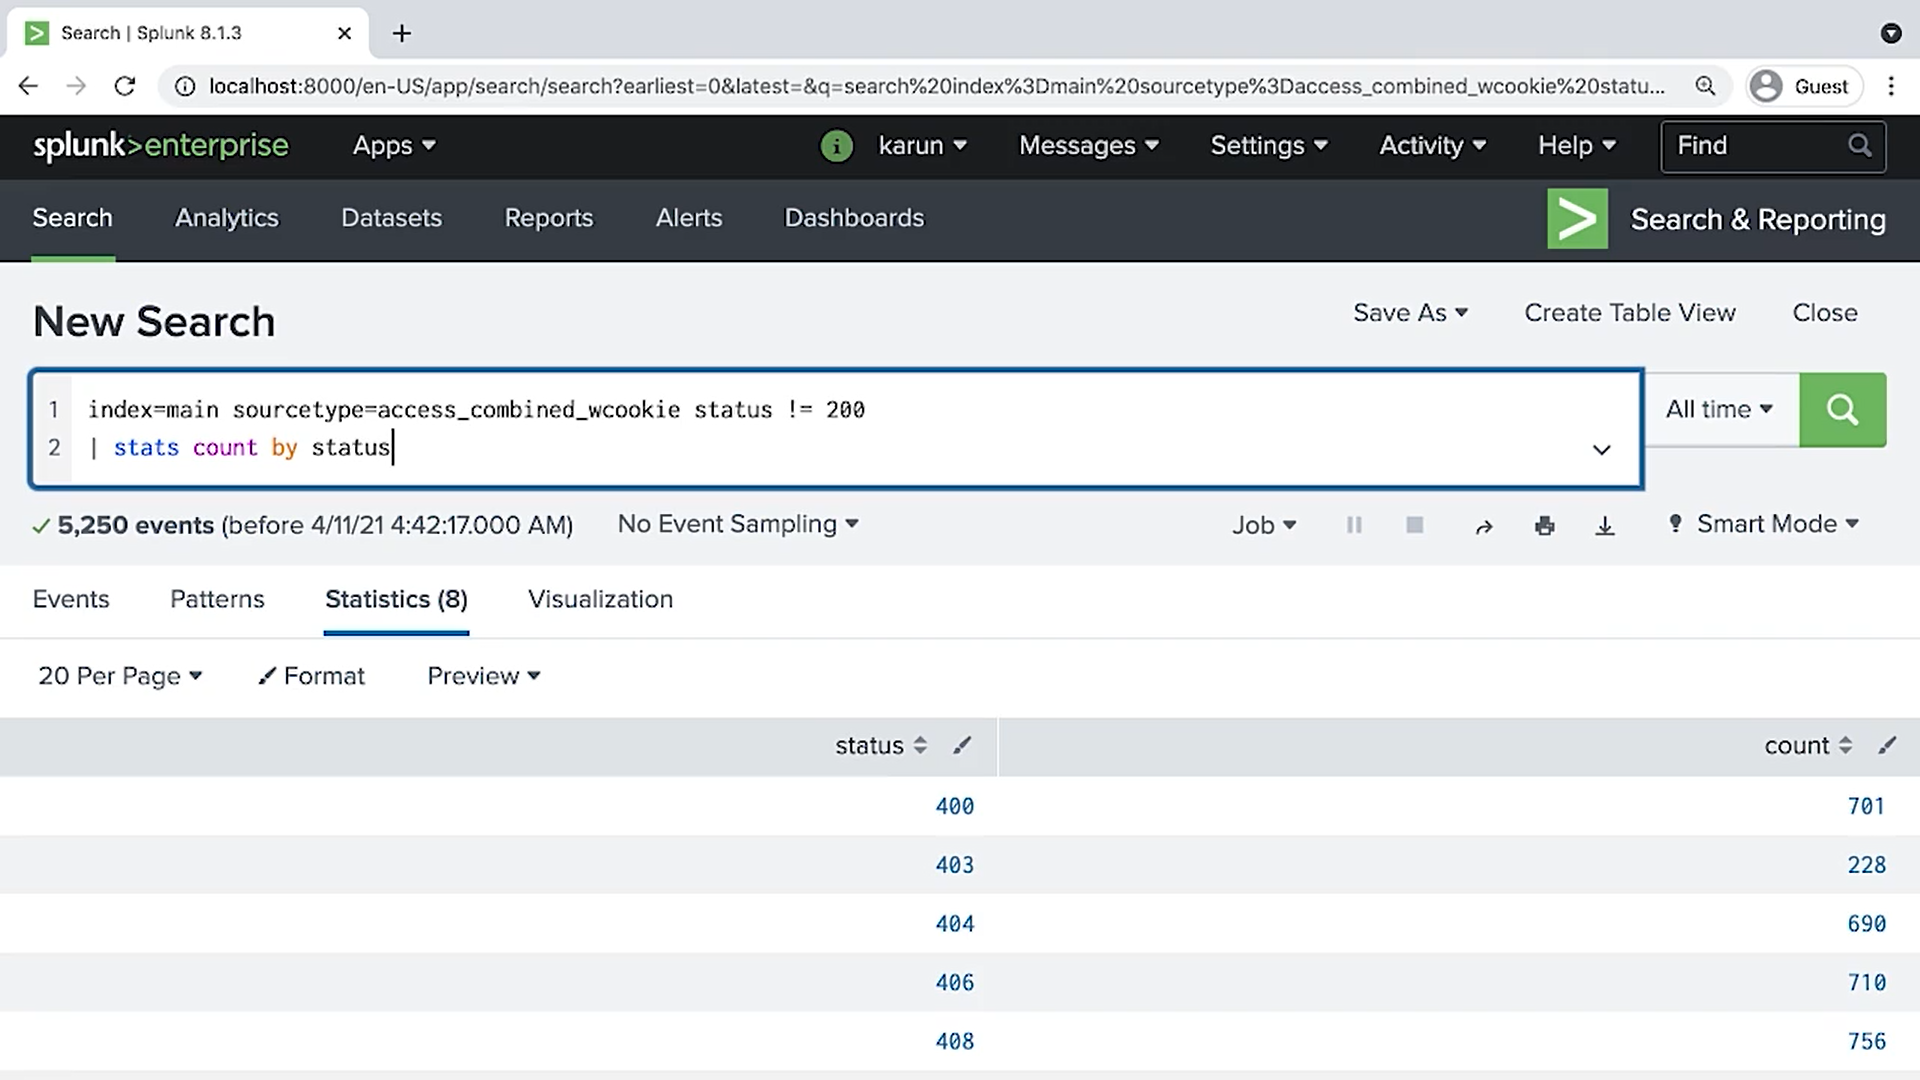 Search | Splunk 8.1.3
localhost:8000/en-US/app/search/search?earliest=0&latest=&q=search%20index%3Dmain%20sourcetype%3Daccess_combined_wcookie%20statu...
Guest
splunk>enterprise Apps karun Messages Settings Activity Help Find
Search Analytics Datasets Reports Alerts Dashboards Search & Reporting
New Search Save As Create Table View Close
1 index=main sourcetype=access_combined_wcookie status != 200
2 | stats count by status
All time
5,250 events (before 4/11/21 4:42:17.000 AM) No Event Sampling Job Smart Mode
Events Patterns Statistics (8) Visualization
20 Per Page Format Preview
status count
400 701
403 228
404 690
406 710
408 756